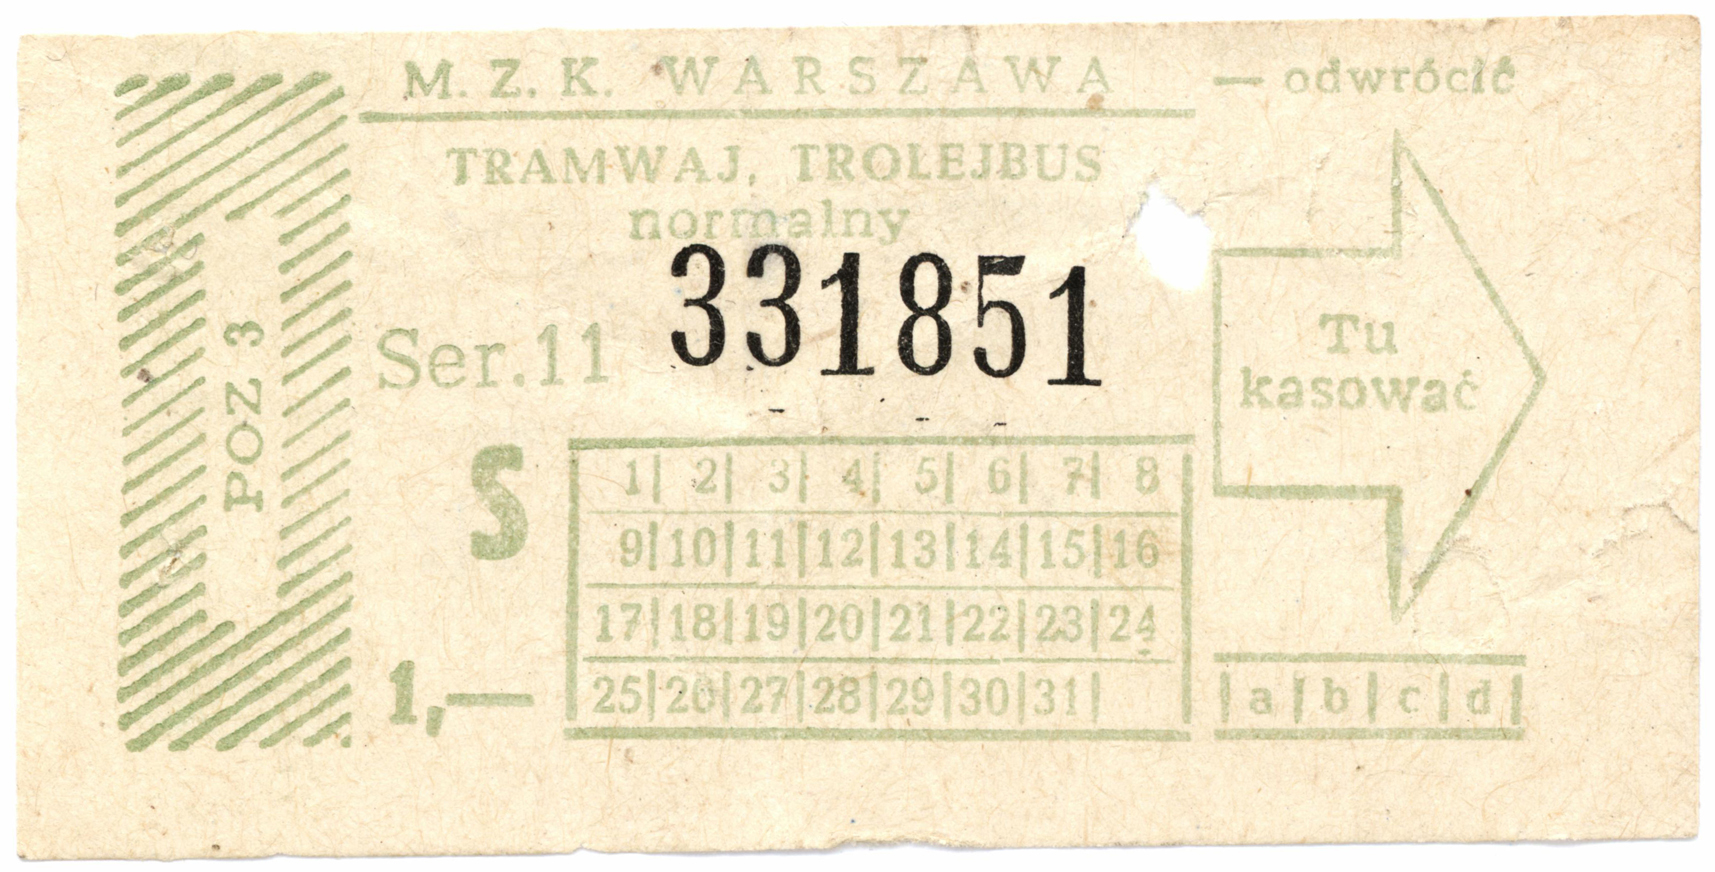 M. Z. K. WARSZAWA
— odwrócić
TRAMWAJ, TROLEJBUS
normalny
331851
Ser.11
POZ 3
Tu
kasować
S
1,—
1| 2| 3| 4| 5| 6| 7| 8
9|10|11|12|13|14|15|16
17|18|19|20|21|22|23|24
25|26|27|28|29|30|31|
|a|b|c|d|